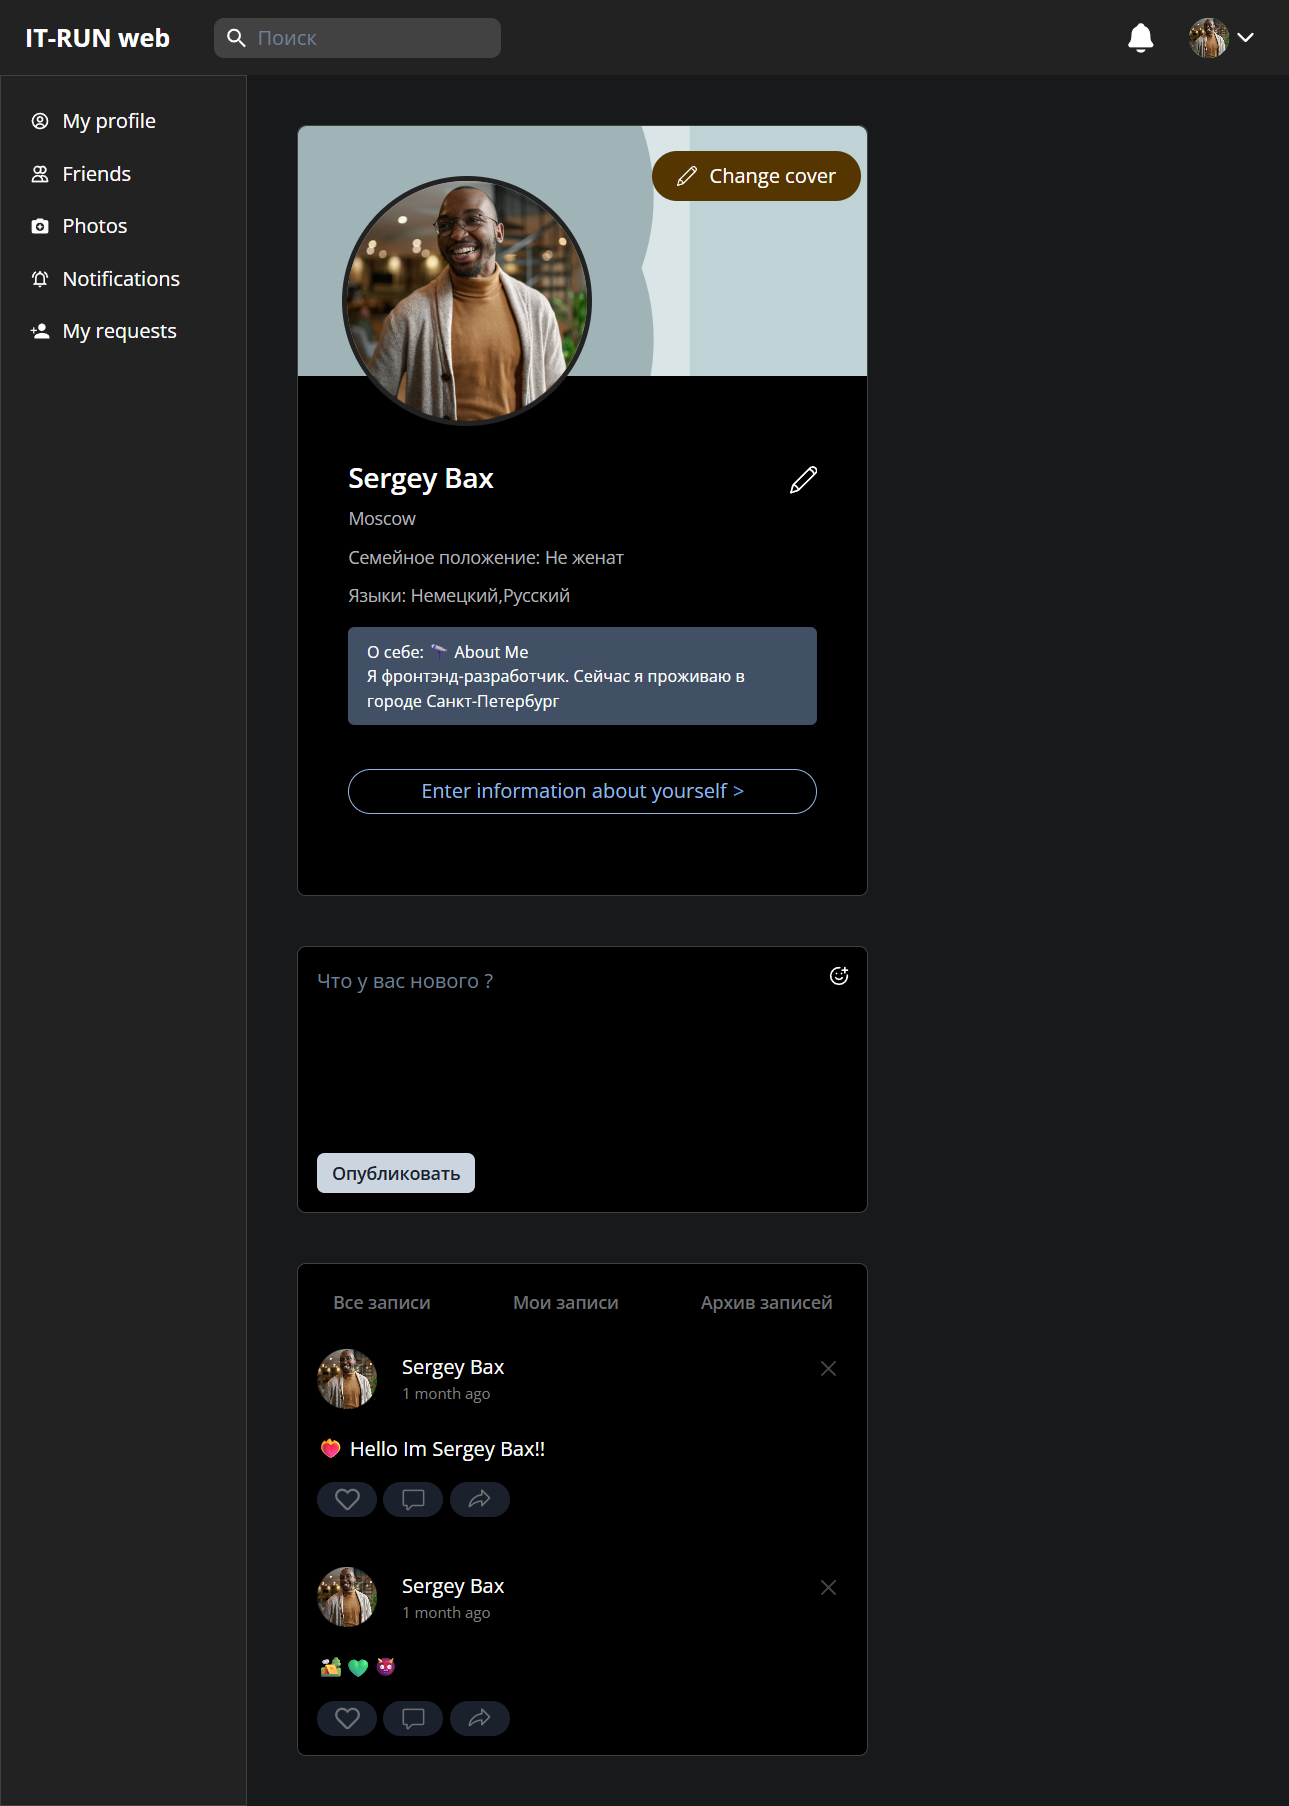 IT-RUN web
Поиск
My profile
Friends
Photos
Notifications
My requests
Change cover
Sergey Bax
Moscow
Семейное положение: Не женат
Языки: Немецкий,Русский
О себе: About Me
Я фронтэнд-разработчик. Сейчас я проживаю в
городе Санкт-Петербург
Enter information about yourself >
Что у вас нового ?
Опубликовать
Все записи
Мои записи
Архив записей
Sergey Bax
1 month ago
Hello Im Sergey Bax!!
Sergey Bax
1 month ago